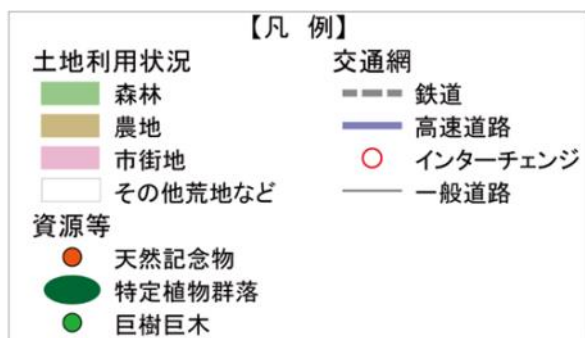 【凡 例】
土地利用状況
森林
農地
市街地
その他荒地など
資源等
天然記念物
特定植物群落
巨樹巨木
交通網
鉄道
高速道路
インターチェンジ
一般道路